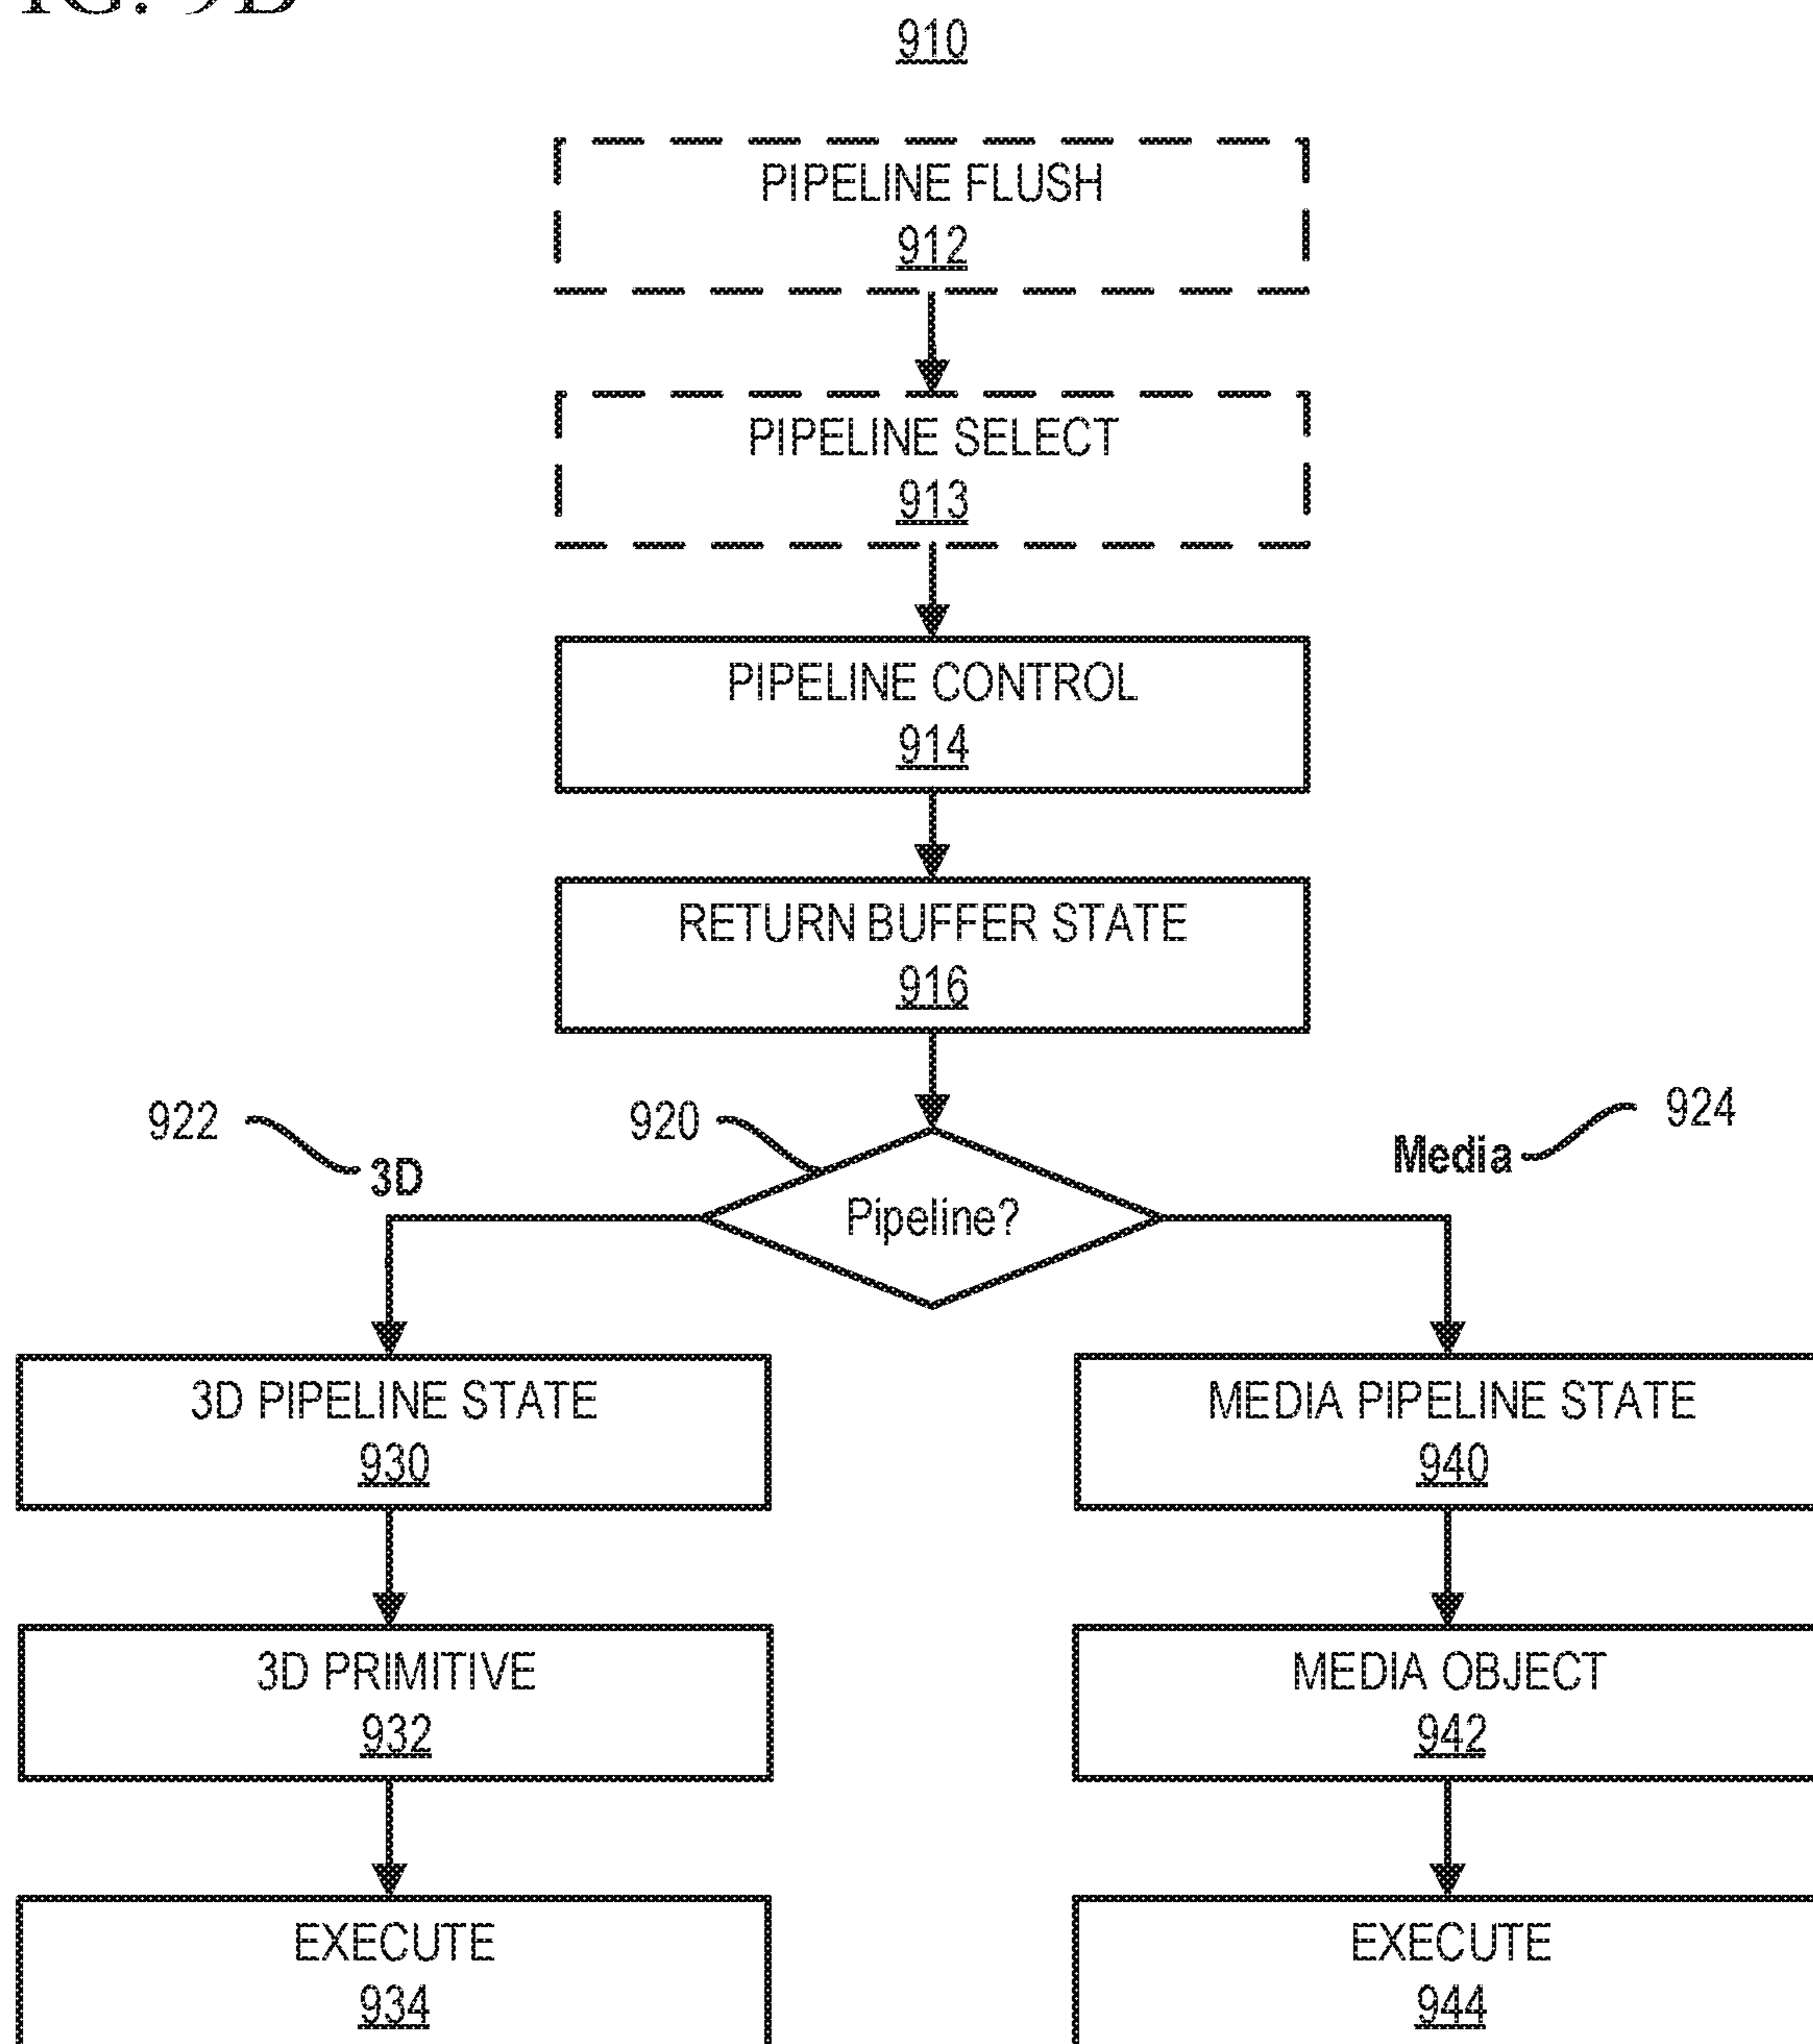 IG. 9B
910
PIPELINE FLUSH
912
PIPELINE SELECT
913
PIPELINE CONTROL
914
RETURN BUFFER STATE
916
922
920
924
3D
Media
Pipeline?
3D PIPELINE STATE
930
MEDIA PIPELINE STATE
940
3D PRIMITIVE
932
MEDIA OBJECT
942
EXECUTE
934
EXECUTE
944